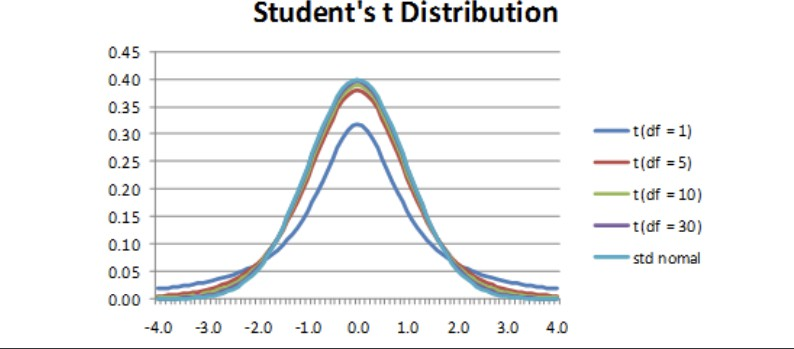 Student's t Distribution
0.45
0.40
0.35
0.30
0.25
0.20
0.15
0.10
0.05
0.00
-4.0 -3.0 -2.0 -1.0 0.0 1.0 2.0 3.0 4.0
t(df = 1)
t(df = 5)
t(df = 10)
t(df = 30)
std nomal